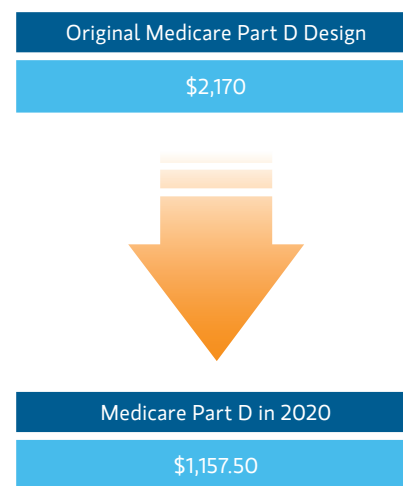 Original Medicare Part D Design
$2,170
Medicare Part D in 2020
$1,157.50